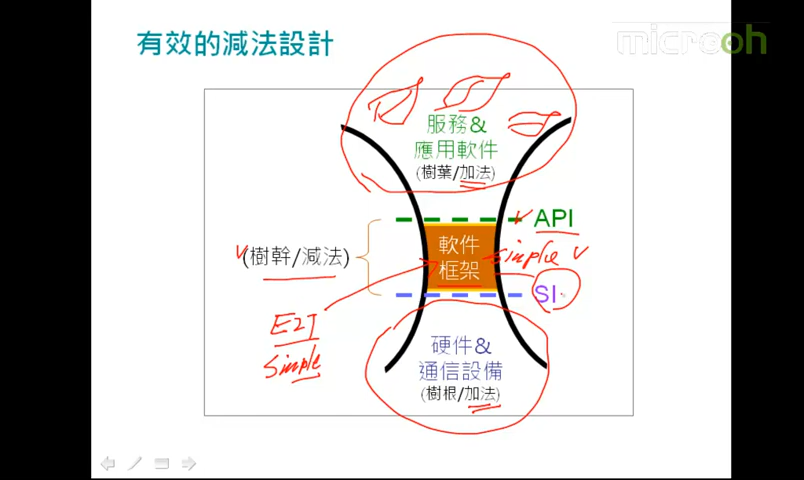 有效的減法設計
microoh
服務&
應用軟件
(樹葉/加法)
API
軟件
框架
simple
(樹幹/減法)
SI
simple
硬件&
通信設備
(樹根/加法)